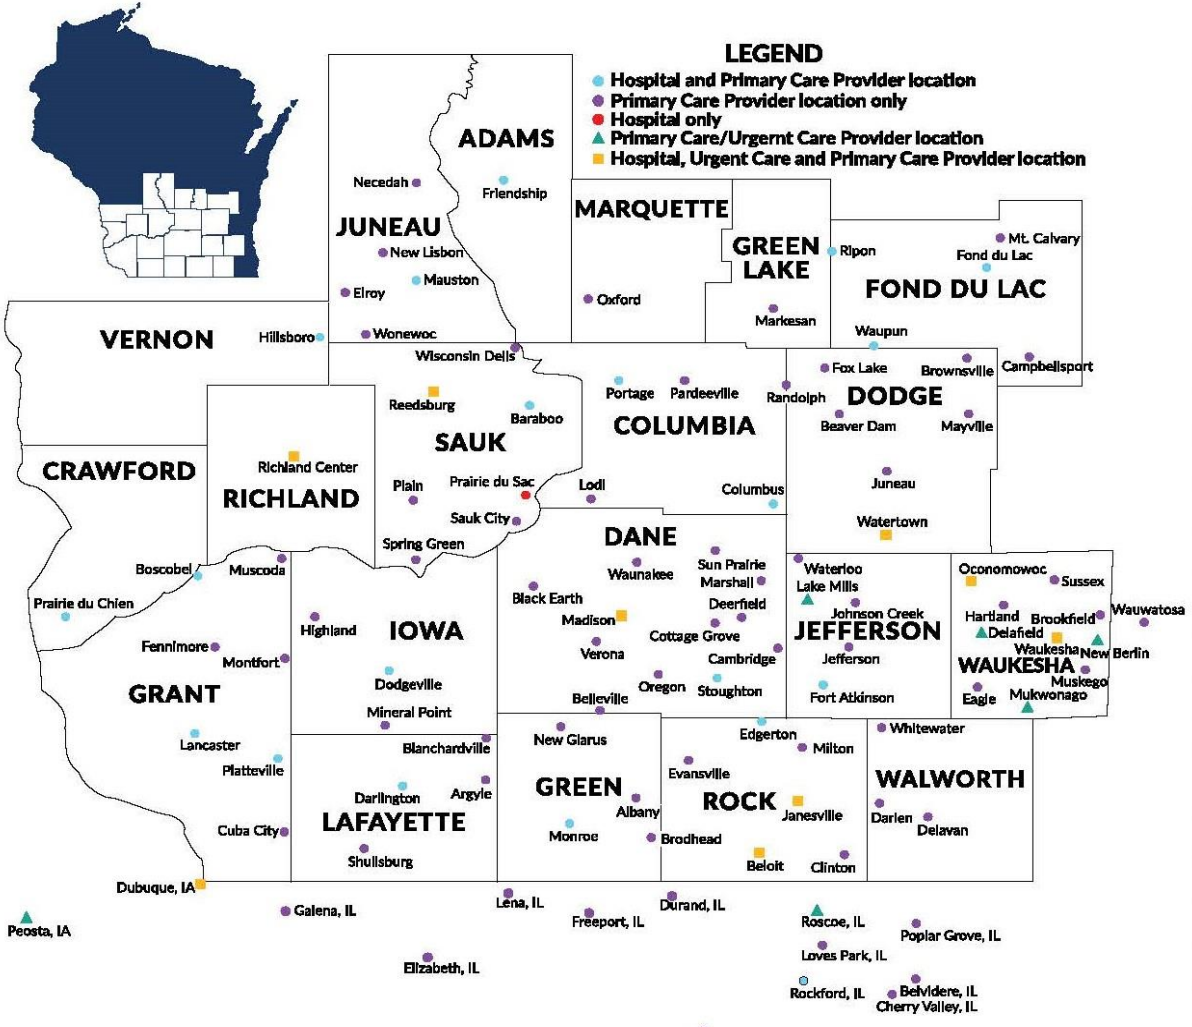 LEGEND
Hospital and Primary Care Provider location
Primary Care Provider location only
Hospital only
Primary Care/Urgernt Care Provider location
Hospital, Urgent Care and Primary Care Provider location
ADAMS
Friendship
Necedah
JUNEAU
New Lisbon
Mauston
Elroy
Wonewoc
MARQUETTE
Oxford
GREEN
LAKE
Markesan
Ripon
Mt. Calvary
Fond du Lac
FOND DU LAC
Waupun
Campbellsport
VERNON
Hillsboro
Wisconsin Dells
Reedsburg
Baraboo
SAUK
Prairie du Sac
Plain
Sauk City
Spring Green
Portage
Pardeeville
COLUMBIA
Lodi
Columbus
Randolph
Fox Lake
Brownsville
DODGE
Beaver Dam
Mayville
Juneau
Watertown
CRAWFORD
Richland Center
RICHLAND
Boscobel
Muscoda
Prairie du Chien
Fennimore
Montfort
GRANT
Lancaster
Platteville
Cuba City
Highland
IOWA
Dodgeville
Mineral Point
Blanchardville
Darlington
Argyle
LAFAYETTE
Shullsburg
DANE
Sun Prairie
Waunakee
Marshall
Black Earth
Deerfield
Madison
Cottage Grove
Verona
Cambridge
Oregon
Stoughton
Belleville
Waterloo
Lake Mills
Johnson Creek
JEFFERSON
Jefferson
Fort Atkinson
Oconomowoc
Sussex
Hartland
Brookfield
Wauwatosa
Delafield
Waukesha
New Berlin
WAUKESHA
Muskego
Eagle
Mukwonago
New Glarus
GREEN
Albany
Monroe
Brodhead
Edgerton
Milton
Evansville
ROCK
Janesville
Beloit
Clinton
Whitewater
WALWORTH
Darien
Delavan
Dubuque, IA
Peosta, IA
Galena, IL
Elizabeth, IL
Lena, IL
Freeport, IL
Durand, IL
Roscoe, IL
Loves Park, IL
Rockford, IL
Poplar Grove, IL
Belvidere, IL
Cherry Valley, IL